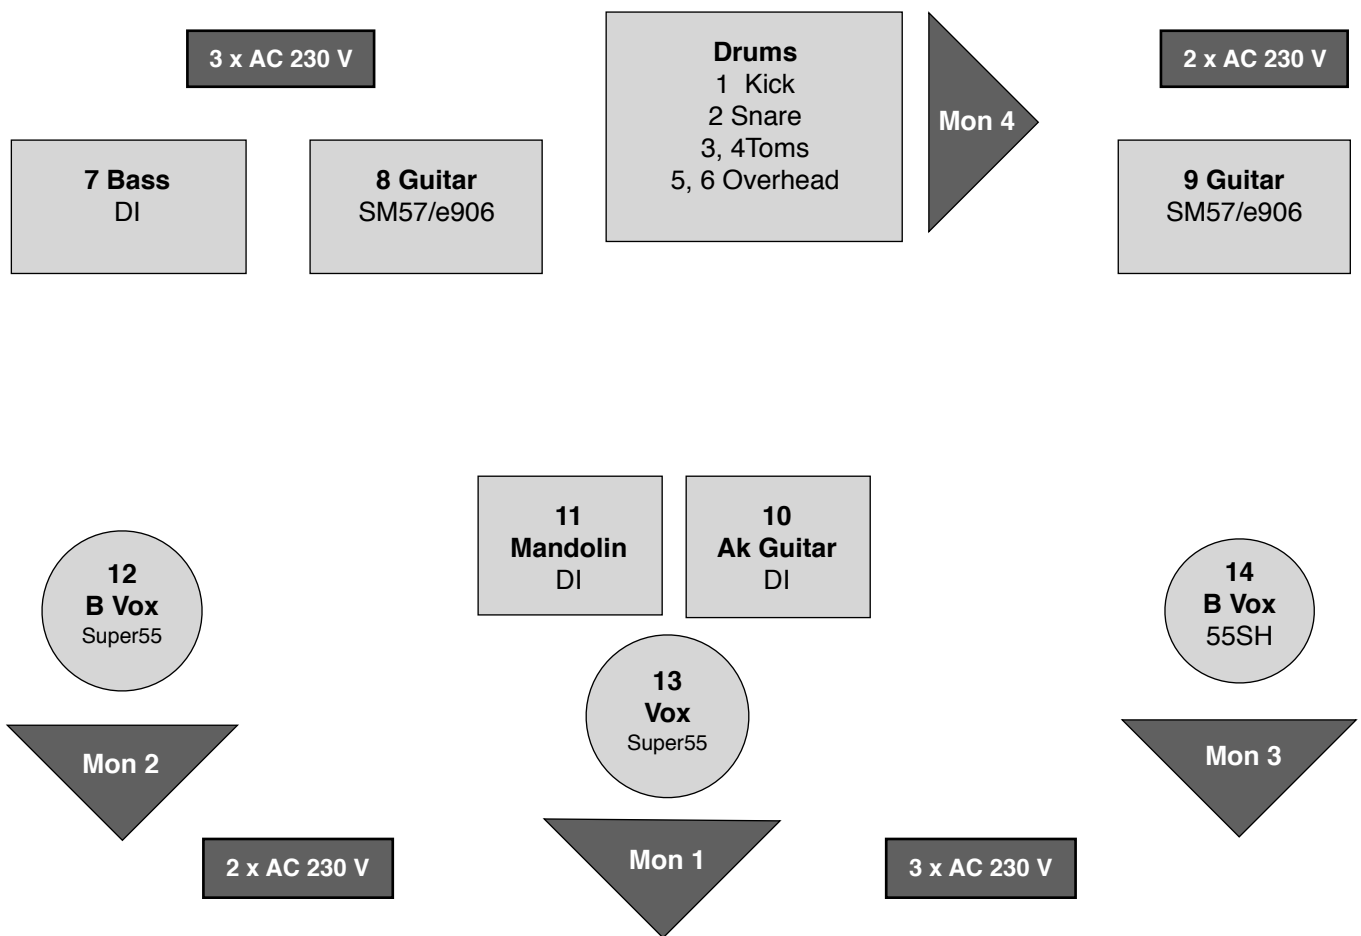 3 x AC 230 V
Drums
1 Kick
2 Snare
3, 4Toms
5, 6 Overhead
Mon 4
2 x AC 230 V
7 Bass
DI
8 Guitar
SM57/e906
9 Guitar
SM57/e906
11
Mandolin
DI
10
Ak Guitar
DI
12
B Vox
Super55
14
B Vox
55SH
13
Vox
Super55
Mon 2
Mon 3
Mon 1
2 x AC 230 V
3 x AC 230 V